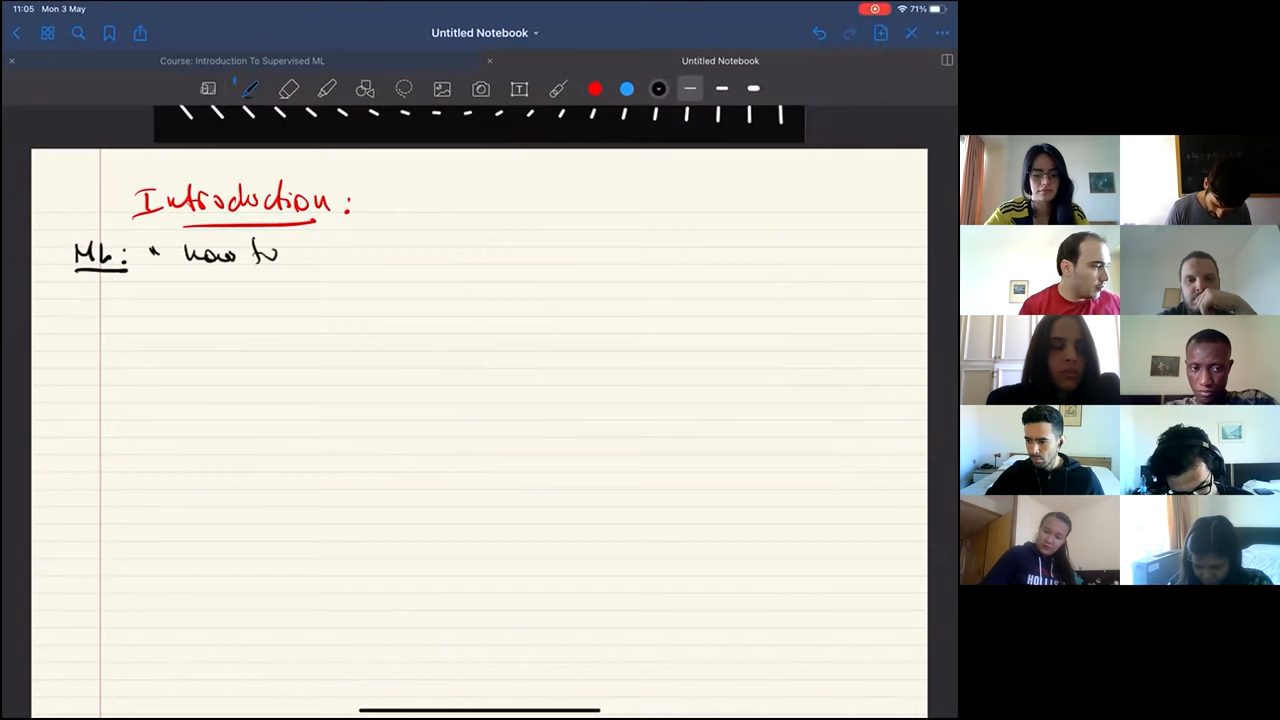 11:05 Mon 3 May
71%
Untitled Notebook
Course: Introduction To Supervised ML
Untitled Notebook
Introduction:
ML: " how to
HOLLIS